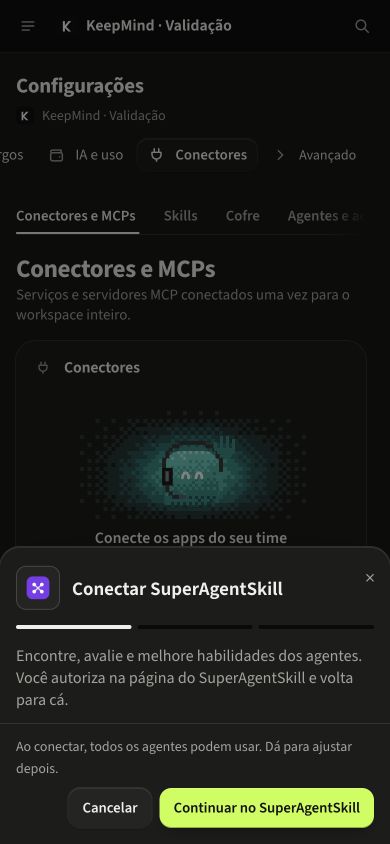 K KeepMind · Validação
Configurações
K KeepMind · Validação
rgos IA e uso Conectores Avançado
Conectores e MCPs Skills Cofre Agentes e a
Conectores e MCPs
Serviços e servidores MCP conectados uma vez para o
workspace inteiro.
Conectores
Conecte os apps do seu time
Conectar SuperAgentSkill
Encontre, avalie e melhore habilidades dos agentes.
Você autoriza na página do SuperAgentSkill e volta
para cá.
Ao conectar, todos os agentes podem usar. Dá para ajustar
depois.
Cancelar Continuar no SuperAgentSkill